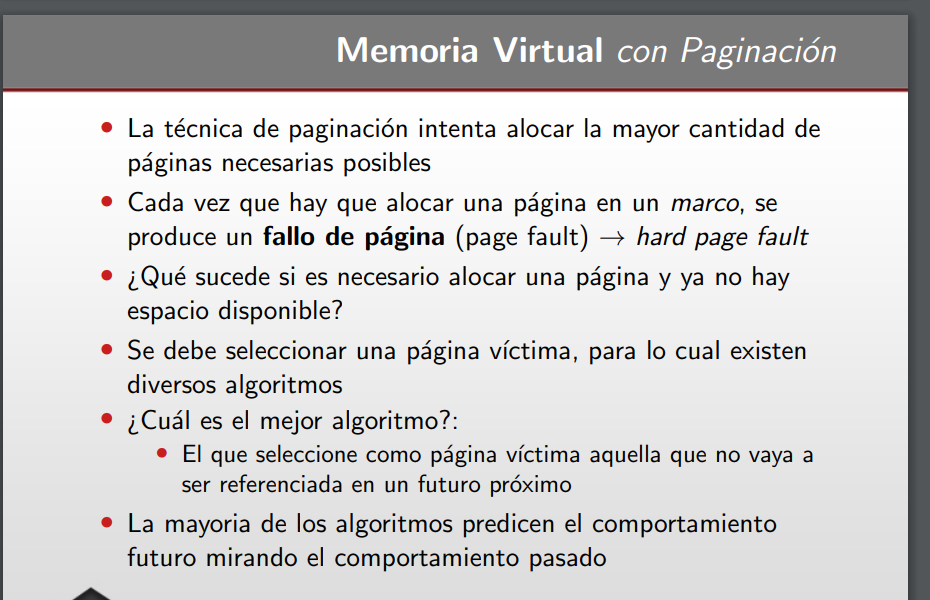 Memoria Virtual con Paginación
• La técnica de paginación intenta alocar la mayor cantidad de
páginas necesarias posibles
• Cada vez que hay que alocar una página en un marco, se
produce un fallo de página (page fault) → hard page fault
• ¿Qué sucede si es necesario alocar una página y ya no hay
espacio disponible?
• Se debe seleccionar una página víctima, para lo cual existen
diversos algoritmos
• ¿Cuál es el mejor algoritmo?:
• El que seleccione como página víctima aquella que no vaya a
ser referenciada en un futuro próximo
• La mayoria de los algoritmos predicen el comportamiento
futuro mirando el comportamiento pasado